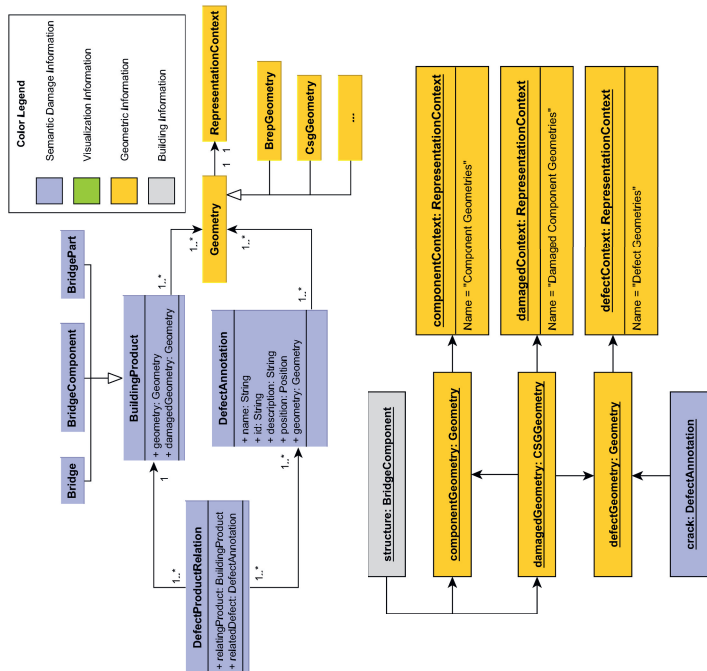 Color Legend
Semantic Damage Information
Visualization Information
Geometric Information
Building Information
Bridge
BridgeComponent
BridgePart
BuildingProduct
+ geometry: Geometry
+ damagedGeometry: Geometry
1..*
1..*
Geometry
1
1
RepresentationContext
BrepGeometry
CsgGeometry
...
DefectAnnotation
+ name: String
+ id: String
+ description: String
+ position: Position
+ geometry: Geometry
1..*
1..*
DefectProductRelation
+ relatingProduct: BuildingProduct
+ relatedDefect: DefectAnnotation
1..*
1
1..*
1..*
structure: BridgeComponent
componentGeometry: Geometry
damagedGeometry: CSGGeometry
defectGeometry: Geometry
crack: DefectAnnotation
componentContext: RepresentationContext
Name = "Component Geometries"
damagedContext: RepresentationContext
Name = "Damaged Component Geometries"
defectContext: RepresentationContext
Name = "Defect Geometries"